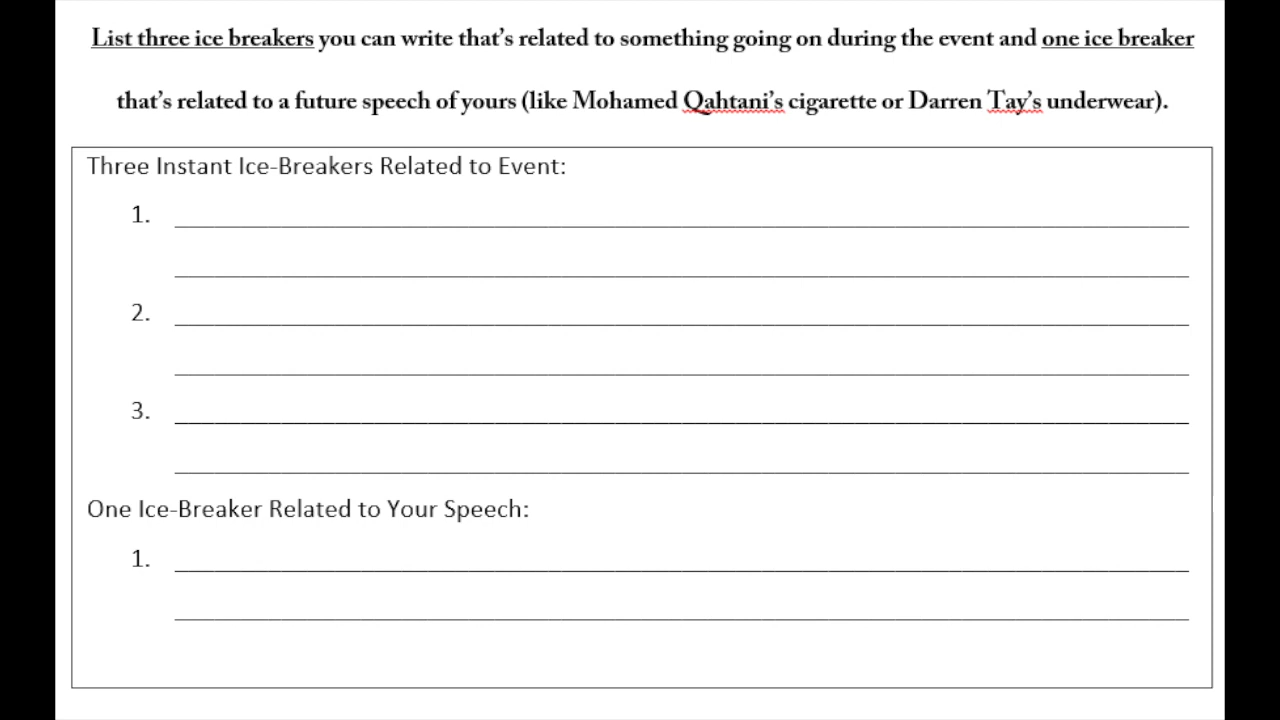 List three ice breakers you can write that’s related to something going on during the event and one ice breaker
that’s related to a future speech of yours (like Mohamed Qahtani’s cigarette or Darren Tay’s underwear).
Three Instant Ice-Breakers Related to Event:
1.
2.
3.
One Ice-Breaker Related to Your Speech:
1.